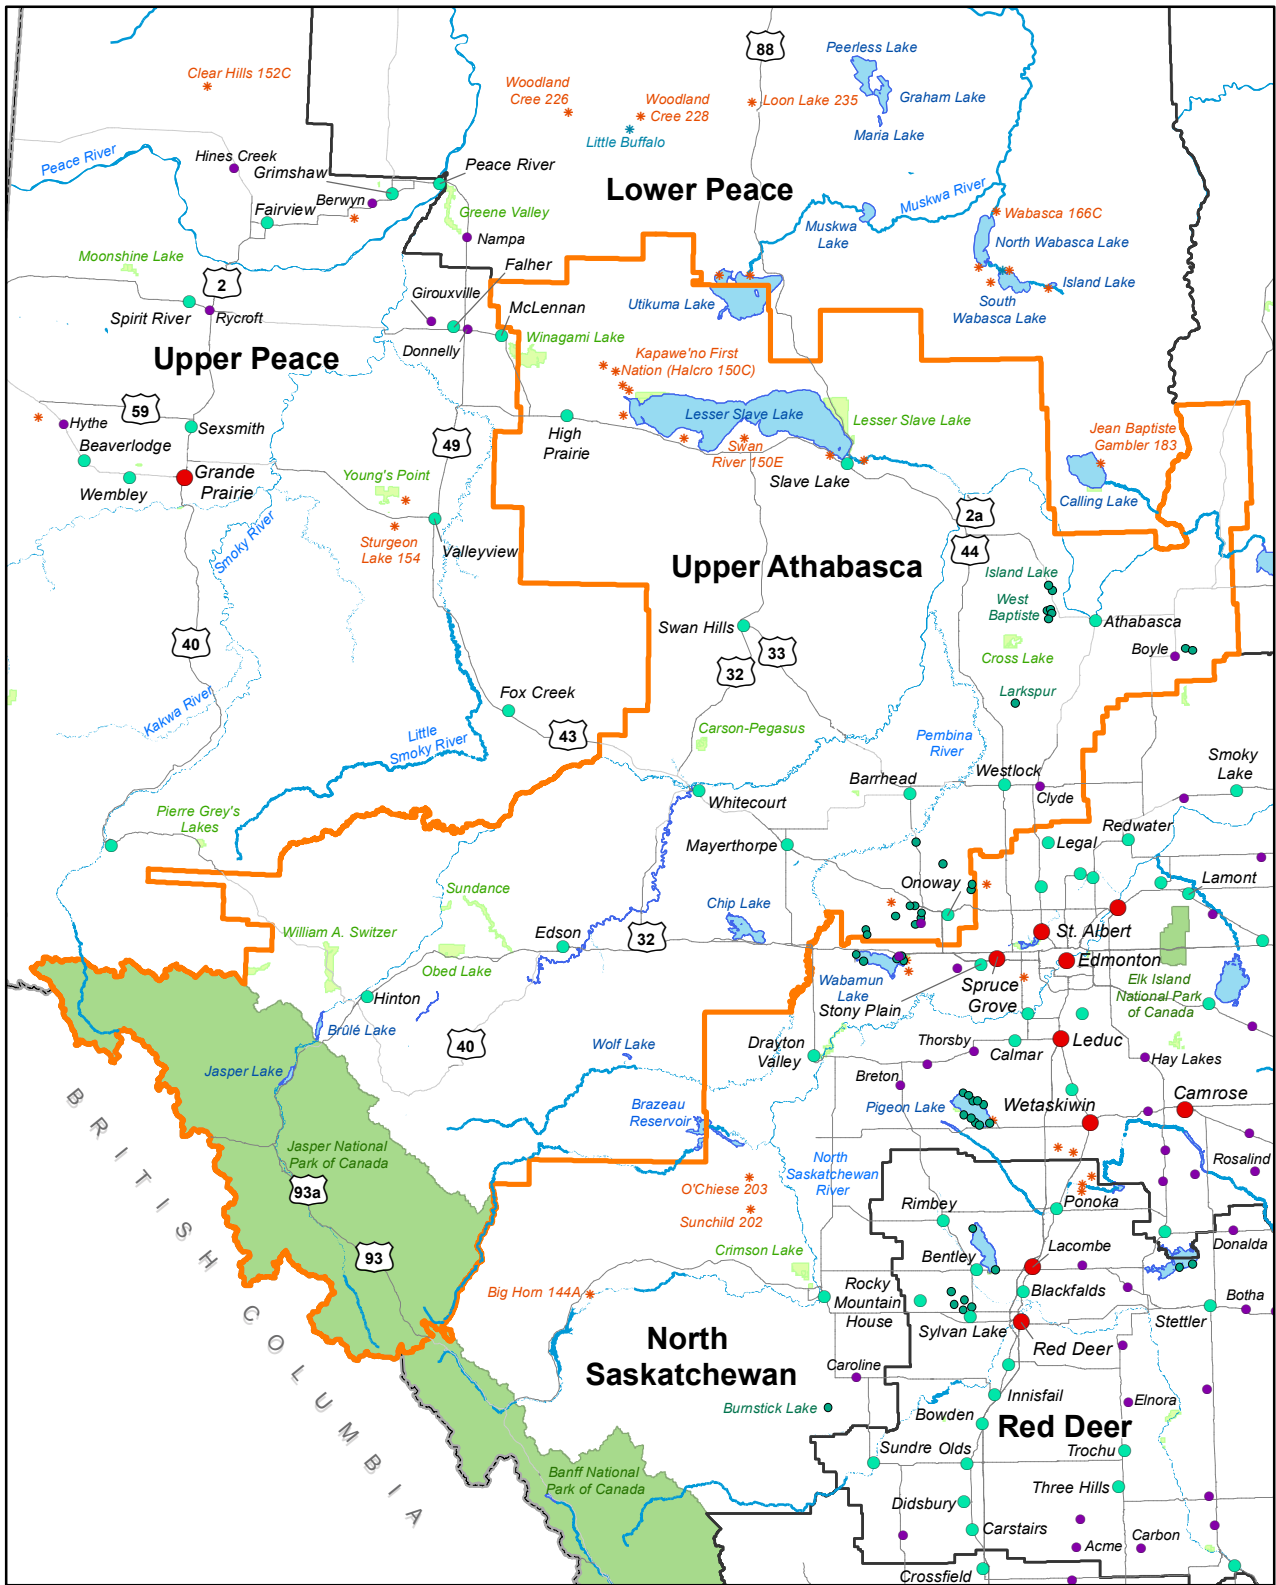 88
Peerless Lake
Clear Hills 152C
Woodland
Cree 226
Woodland
Cree 228
Loon Lake 235
Graham Lake
Maria Lake
Little Buffalo
Peace River
Hines Creek
Grimshaw
Peace River
Berwyn
Fairview
Lower Peace
Muskwa River
Greene Valley
Muskwa
Lake
Wabasca 166C
Nampa
North Wabasca Lake
Moonshine Lake
Falher
2
Girouxville
McLennan
Utikuma Lake
Island Lake
South
Wabasca Lake
Spirit River
Rycroft
Donnelly
Winagami Lake
Upper Peace
Kapawe'no First
Nation (Halcro 150C)
59
Hythe
Sexsmith
Lesser Slave Lake
Lesser Slave Lake
Beaverlodge
49
High
Prairie
Swan
River 150E
Jean Baptiste
Gambler 183
Grande
Prairie
Wembley
Young's Point
Slave Lake
Calling Lake
2a
Smoky River
Sturgeon
Lake 154
Valleyview
44
Upper Athabasca
Island Lake
West
Baptiste
Swan Hills
Athabasca
40
33
32
Cross Lake
Boyle
Kakwa River
Fox Creek
Larkspur
43
Little
Smoky River
Carson-Pegasus
Pembina
River
Smoky
Lake
Barrhead
Westlock
Clyde
Whitecourt
Pierre Grey's
Lakes
Mayerthorpe
Redwater
Legal
Sundance
Onoway
Lamont
Chip Lake
William A. Switzer
Edson
32
St. Albert
Obed Lake
Edmonton
Hinton
Wabamun
Lake
Spruce
Grove
Elk Island
National Park
of Canada
Stony Plain
Brûlé Lake
40
Wolf Lake
Drayton
Valley
Thorsby
Calmar
Leduc
Hay Lakes
Jasper Lake
Breton
Pigeon Lake
Wetaskiwin
Camrose
Brazeau
Reservoir
BRITISH COLUMBIA
Jasper National
Park of Canada
North
Saskatchewan
River
Rosalind
93a
O'Chiese 203
Sunchild 202
Rimbey
Ponoka
93
Crimson Lake
Bentley
Lacombe
Donalda
Big Horn 144A
Rocky
Mountain
House
Blackfalds
Botha
Stettler
Sylvan Lake
Red Deer
North
Saskatchewan
Caroline
Innisfail
Elnora
Burnstick Lake
Bowden
Red Deer
Sundre
Olds
Trochu
Banff National
Park of Canada
Three Hills
Didsbury
Carstairs
Acme
Carbon
Crossfield